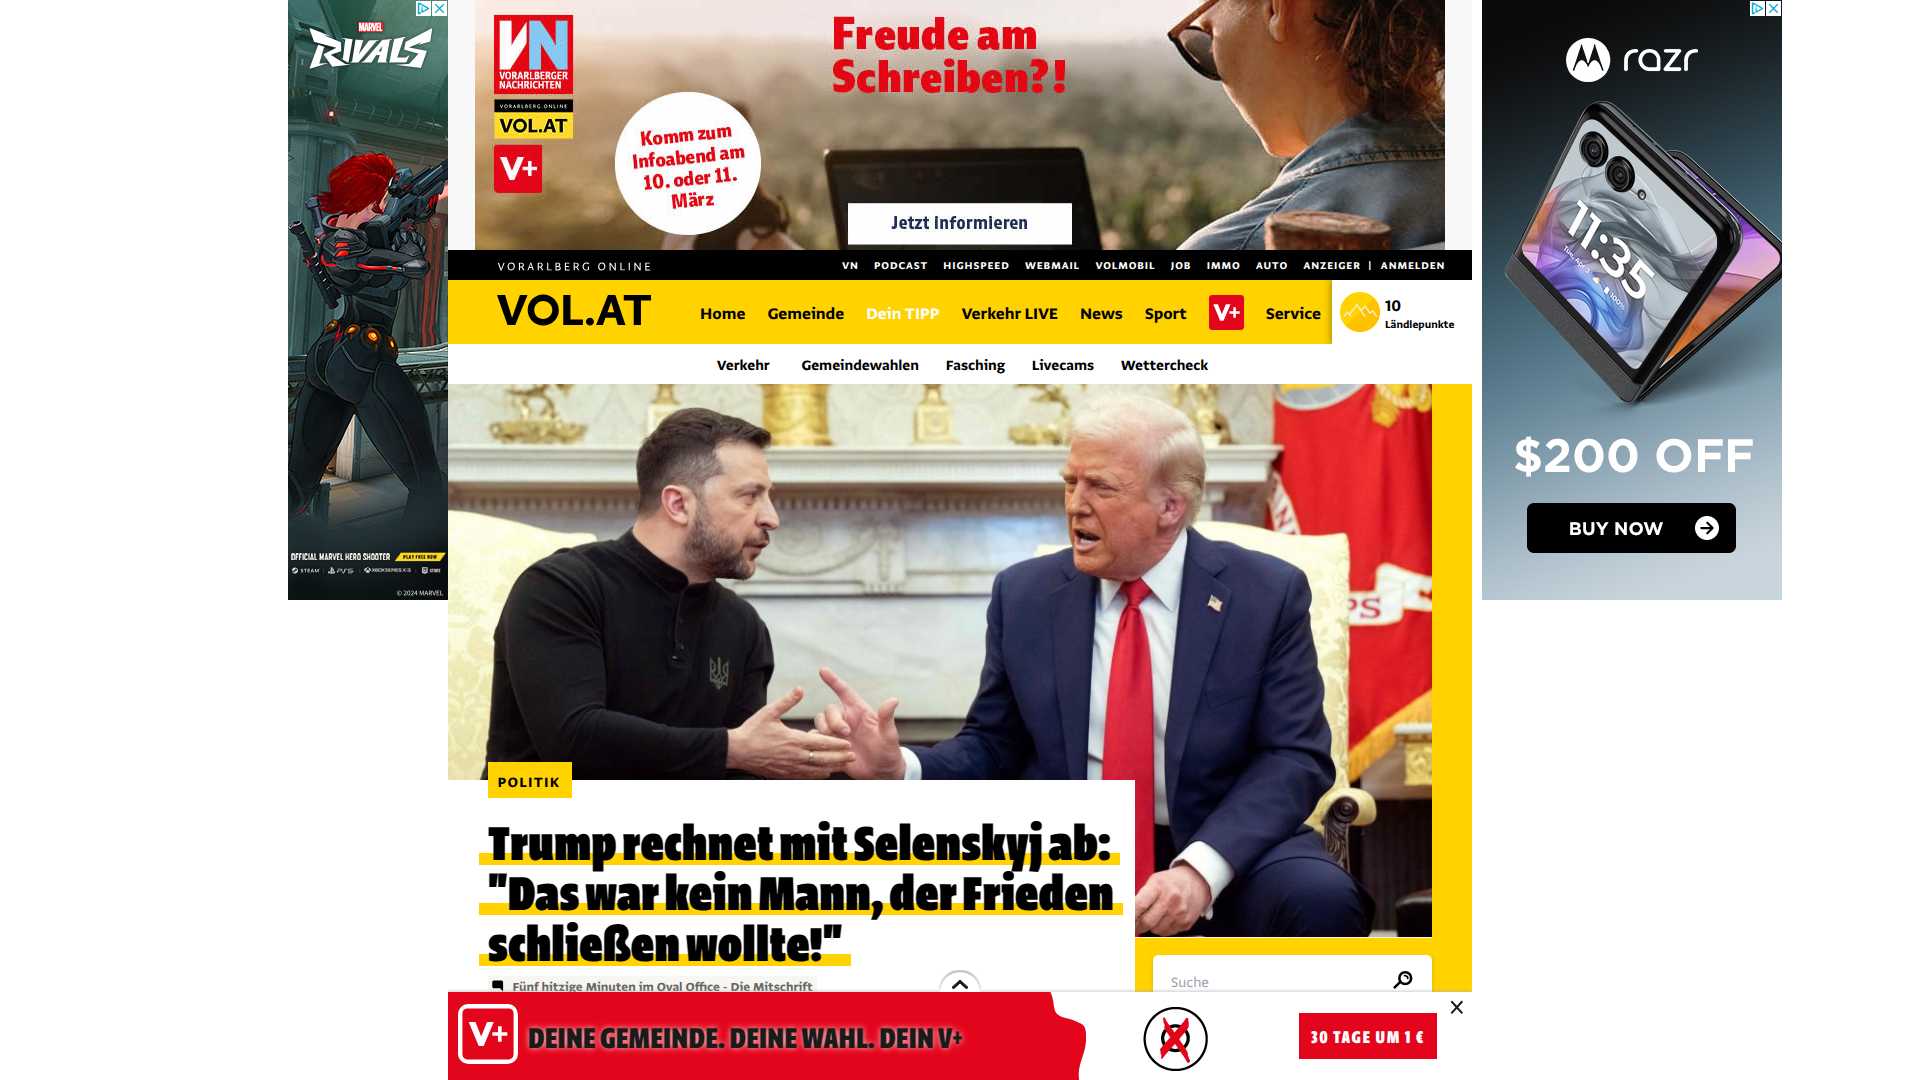 MARVEL
RIVALS
OFFICIAL MARVEL HERO SHOOTER
PLAY FREE NOW
STEAM
PS5
XBOX SERIES X|S
© 2024 MARVEL
VN
VORARLBERGER
NACHRICHTEN
VORARLBERG ONLINE
VOL.AT
V+
Komm zum
Infoabend am
10. oder 11.
März
Freude am
Schreiben?!
Jetzt informieren
VORARLBERG ONLINE
VN PODCAST HIGHSPEED WEBMAIL VOLMOBIL JOB IMMO AUTO ANZEIGER | ANMELDEN
VOL.AT
Home Gemeinde Dein TIPP Verkehr LIVE News Sport V+ Service
10
Ländlepunkte
Verkehr Gemeindewahlen Fasching Livecams Wettercheck
POLITIK
Trump rechnet mit Selenskyj ab:
"Das war kein Mann, der Frieden
schließen wollte!"
Fünf hitzige Minuten im Oval Office - Die Mitschrift
Suche
V+
DEINE GEMEINDE. DEINE WAHL. DEIN V+
30 TAGE UM 1 €
razr
11:35
$200 OFF
BUY NOW